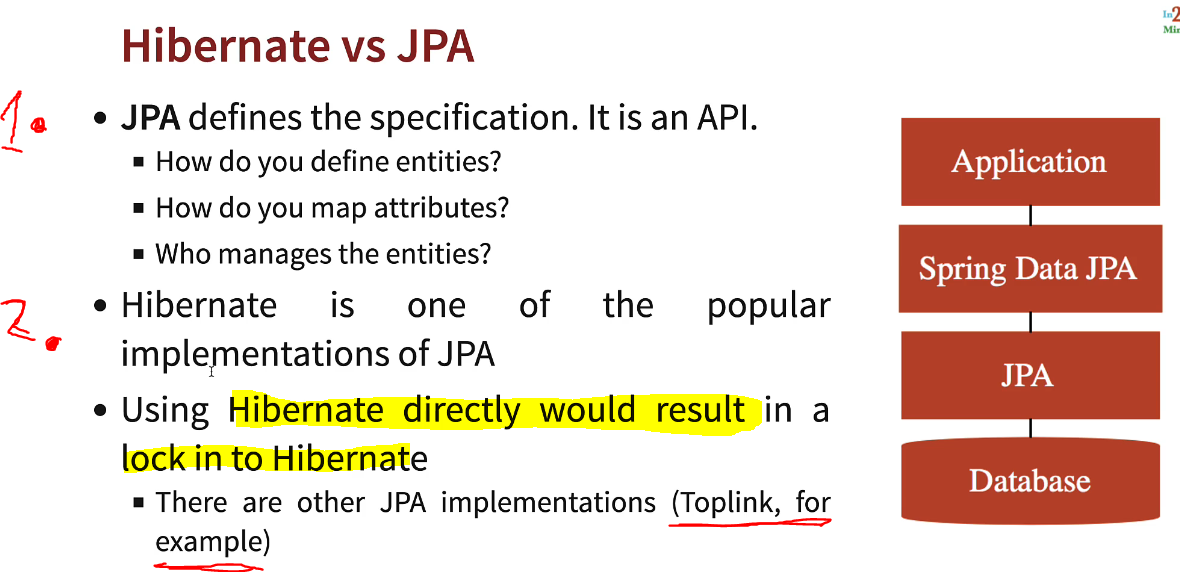 Hibernate vs JPA
1.
• JPA defines the specification. It is an API.
▪ How do you define entities?
▪ How do you map attributes?
▪ Who manages the entities?
2.
• Hibernate is one of the popular
implementations of JPA
• Using Hibernate directly would result in a
lock in to Hibernate
▪ There are other JPA implementations (Toplink, for
example)
Application
Spring Data JPA
JPA
Database
In2